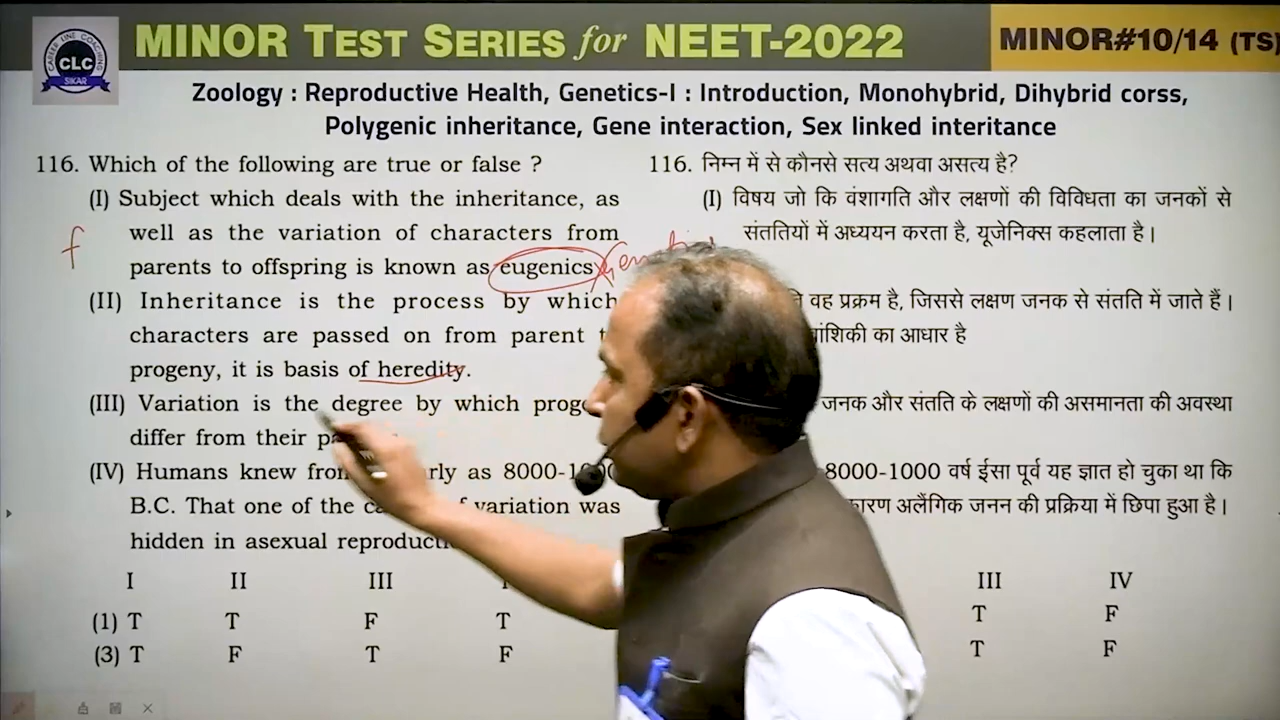 CAREER LINE COACHING
CLC
SIKAR
MINOR TEST SERIES for NEET-2022
MINOR#10/14 (TS)
Zoology : Reproductive Health, Genetics-I : Introduction, Monohybrid, Dihybrid corss,
Polygenic inheritance, Gene interaction, Sex linked interitance
116. Which of the following are true or false ?
(I) Subject which deals with the inheritance, as
well as the variation of characters from
f
parents to offspring is known as eugenics
(II) Inheritance is the process by which
characters are passed on from parent
progeny, it is basis of heredity.
(III) Variation is the degree by which
differ from their
(IV) Humans knew as 8000-1000
B.C. That one of the variation was
hidden in asexual
I II III
(1) T T F T
(3) T F T F
116. निम्न में से कौनसे सत्य अथवा असत्य है?
(I) विषय जो कि वंशागति और लक्षणों की विविधता का जनकों से
संततियों में अध्ययन करता है, यूजेनिक्स कहलाता है।
वह प्रक्रम है, जिससे लक्षण जनक से संतति में जाते हैं।
का आधार है
जनक और संतति के लक्षणों की असमानता की अवस्था
8000-1000 वर्ष ईसा पूर्व यह ज्ञात हो चुका था कि
अलैंगिक जनन की प्रक्रिया में छिपा हुआ है।
III IV
T F
T F